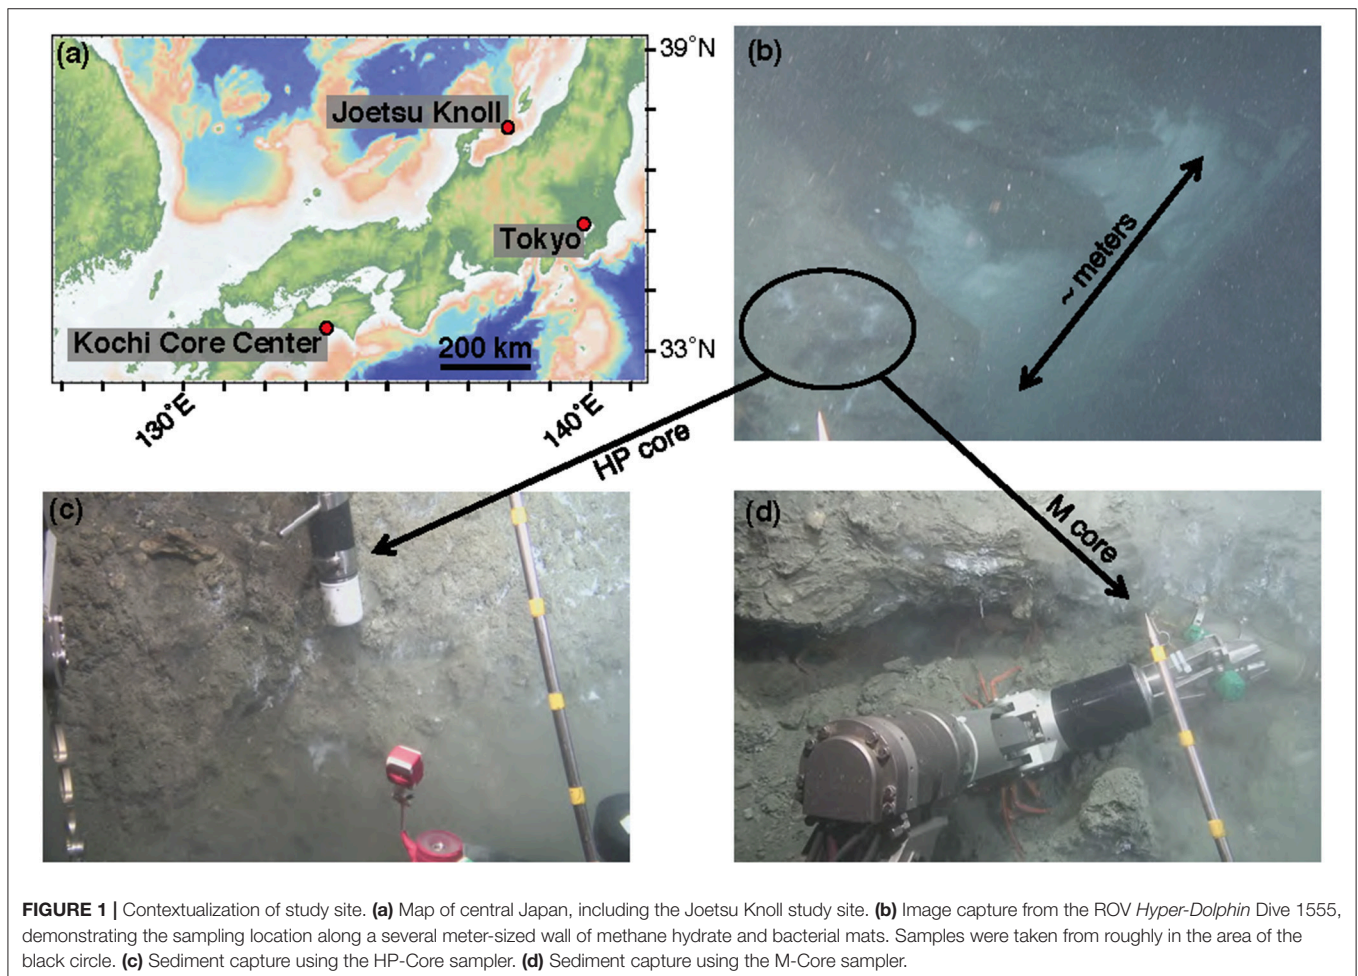 (a)
39°N
Joetsu Knoll
Tokyo
Kochi Core Center
200 km
33°N
130°E
140°E
(b)
~ meters
HP core
M core
(c)
(d)
FIGURE 1 | Contextualization of study site. (a) Map of central Japan, including the Joetsu Knoll study site. (b) Image capture from the ROV Hyper-Dolphin Dive 1555,
demonstrating the sampling location along a several meter-sized wall of methane hydrate and bacterial mats. Samples were taken from roughly in the area of the
black circle. (c) Sediment capture using the HP-Core sampler. (d) Sediment capture using the M-Core sampler.